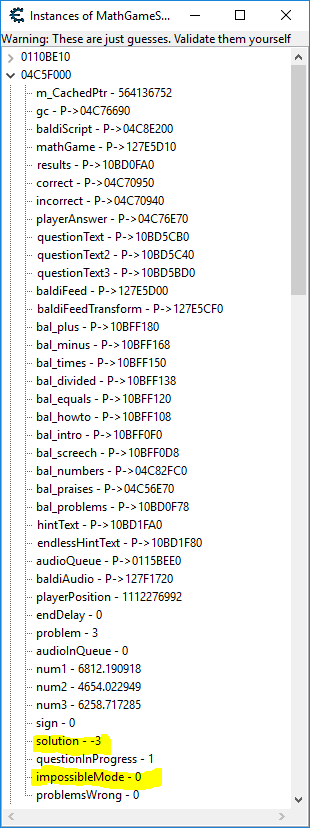 Instances of MathGameS...
Warning: These are just guesses. Validate them yourself
0110BE10
04C5F000
m_CachedPtr - 564136752
gc - P->04C76690
baldiScript - P->04C8E200
mathGame - P->127E5D10
results - P->10BD0FA0
correct - P->04C70950
incorrect - P->04C70940
playerAnswer - P->04C76E70
questionText - P->10BD5CB0
questionText2 - P->10BD5C40
questionText3 - P->10BD5BD0
baldiFeed - P->127E5D00
baldiFeedTransform - P->127E5CF0
bal_plus - P->10BFF180
bal_minus - P->10BFF168
bal_times - P->10BFF150
bal_divided - P->10BFF138
bal_equals - P->10BFF120
bal_howto - P->10BFF108
bal_intro - P->10BFF0F0
bal_screech - P->10BFF0D8
bal_numbers - P->04C82FC0
bal_praises - P->04C56E70
bal_problems - P->10BD0F78
hintText - P->10BD1FA0
endlessHintText - P->10BD1F80
audioQueue - P->0115BEE0
baldiAudio - P->127F1720
playerPosition - 1112276992
endDelay - 0
problem - 3
audioInQueue - 0
num1 - 6812.190918
num2 - 4654.022949
num3 - 6258.717285
sign - 0
solution - -3
questionInProgress - 1
impossibleMode - 0
problemsWrong - 0